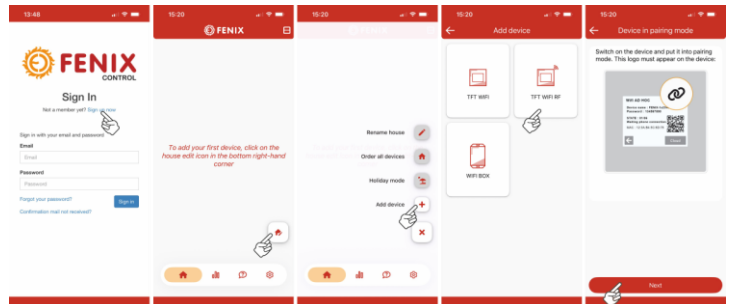 13:48
FENIX
CONTROL
Sign In
Not a member yet? Sign up now
Sign in with your email and password
Email
Email
Password
Password
Forgot your password?
Sign in
Confirmation mail not received?
15:20
FENIX
To add your first device, click on the
house edit icon in the bottom right-hand
corner
15:20
Rename house
Order all devices
Holiday mode
Add device
15:20
Add device
TFT WIFI
TFT WIFI RF
WIFI BOX
15:20
Device in pairing mode
Switch on the device and put it into pairing
mode. This logo must appear on the device:
WIFI AD HOC
Next